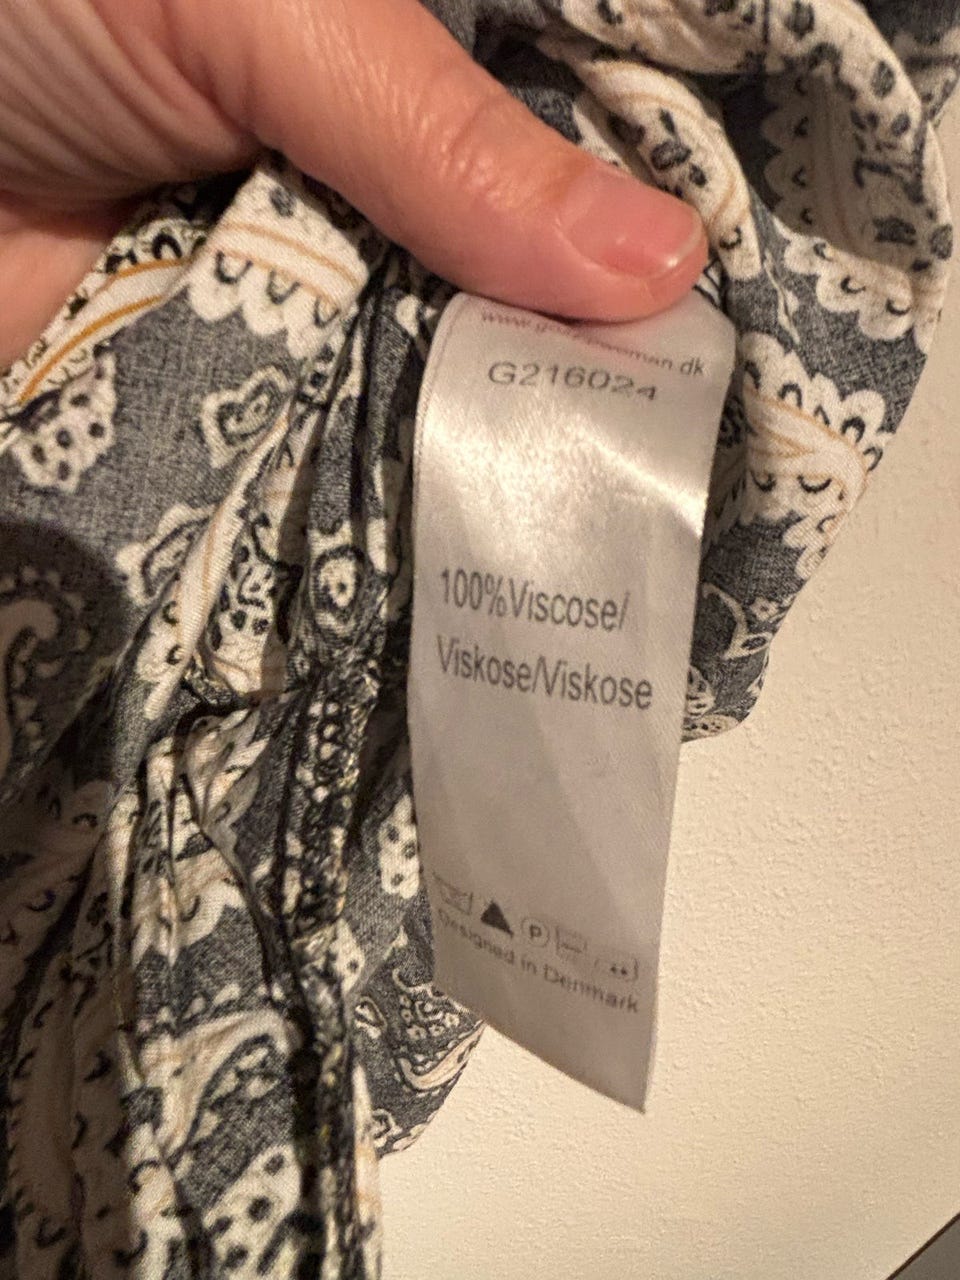 G216024
100%Viscose/
Viskose/Viskose
P
Designed in Denmark